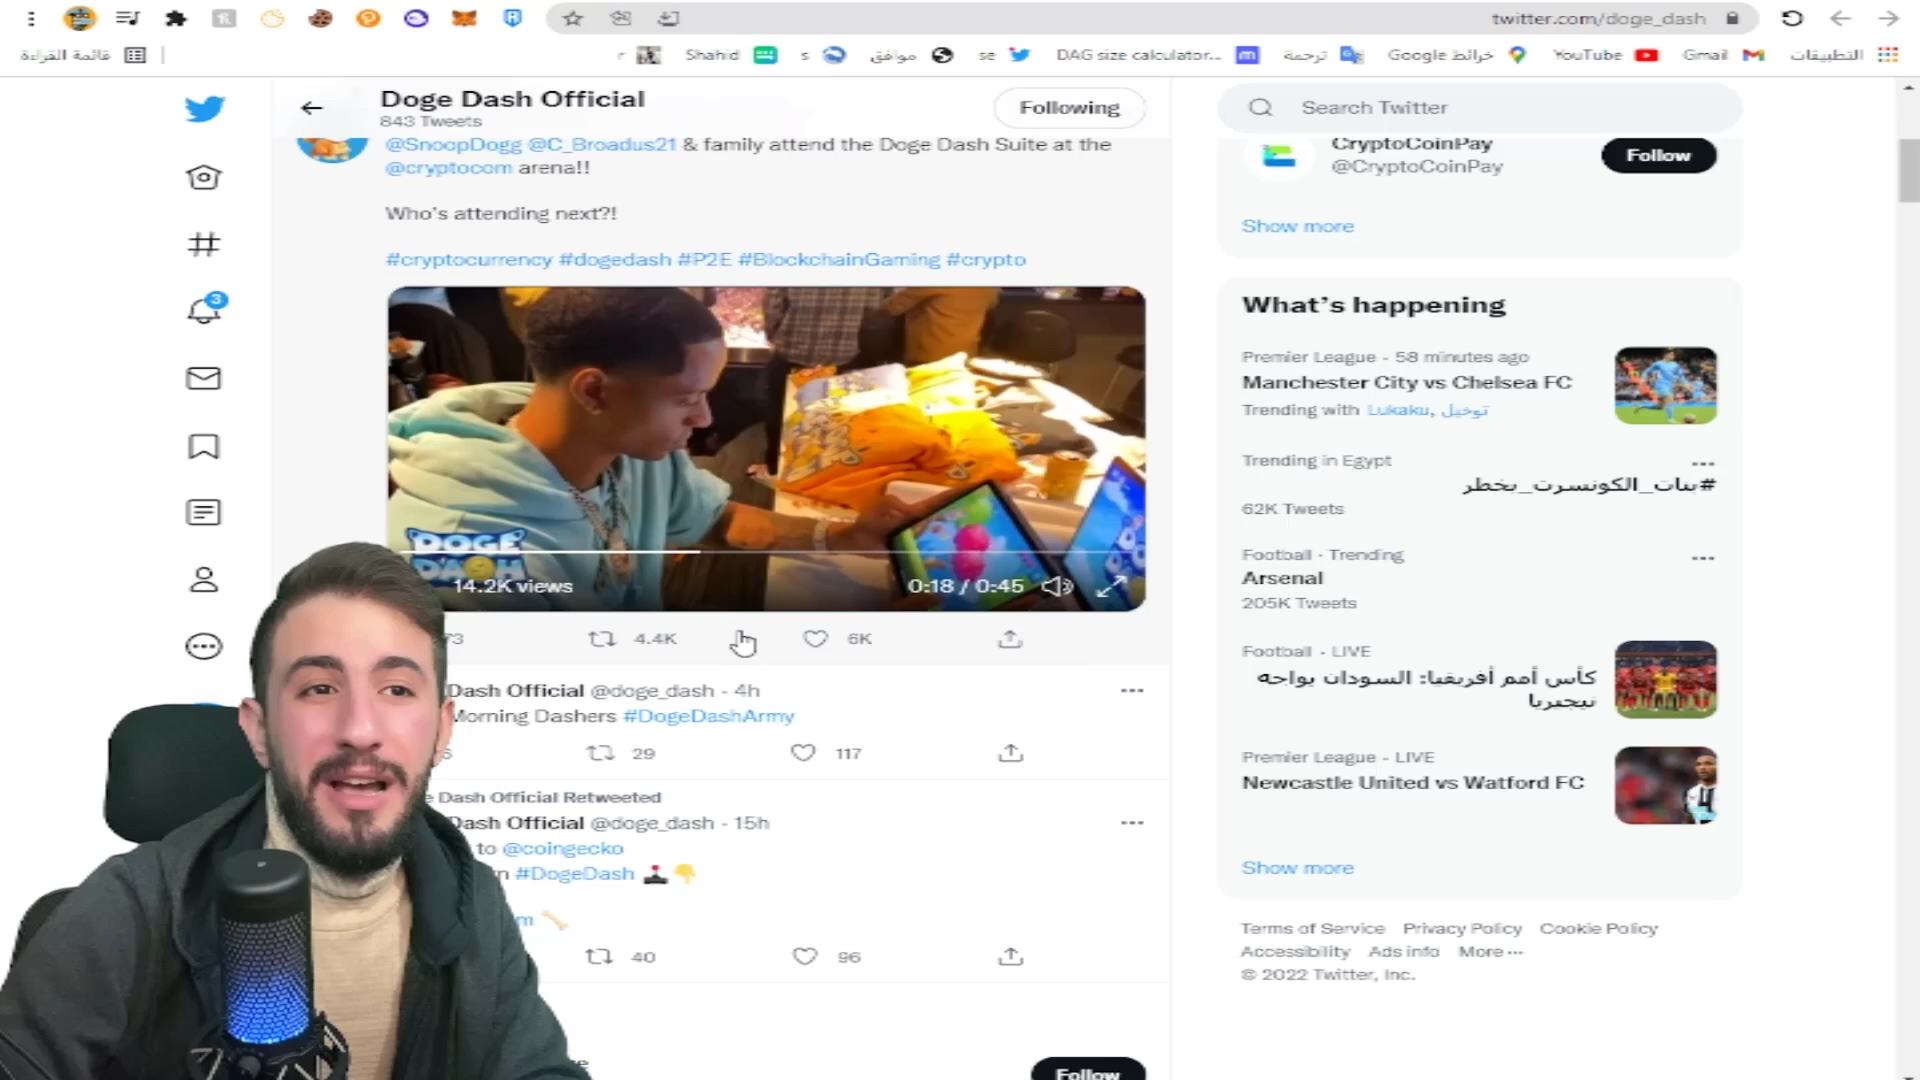 twitter.com/doge_dash
قائمة القراءة
Shahid
s
موافق
se
DAG size calculator...
ترجمة
خرائط Google
YouTube
Gmail
التطبيقات
Doge Dash Official
843 Tweets
Following
@SnoopDogg @C_Broadus21 & family attend the Doge Dash Suite at the
@cryptocom arena!!
Who's attending next?!
#cryptocurrency #dogedash #P2E #BlockchainGaming #crypto
DOGE
DASH
14.2K views
0:18 / 0:45
73
4.4K
6K
Dash Official @doge_dash - 4h
Morning Dashers #DogeDashArmy
29
117
Dash Official Retweeted
Dash Official @doge_dash - 15h
to @coingecko
#DogeDash
40
96
Follow
Search Twitter
CryptoCoinPay
@CryptoCoinPay
Follow
Show more
What's happening
Premier League - 58 minutes ago
Manchester City vs Chelsea FC
Trending with Lukaku, توخيل
Trending in Egypt
#بنات_الكونسرت_بخطر
62K Tweets
Football · Trending
Arsenal
205K Tweets
Football - LIVE
كأس أمم أفريقيا: السودان يواجه
نيجيريا
Premier League - LIVE
Newcastle United vs Watford FC
Show more
Terms of Service Privacy Policy Cookie Policy
Accessibility Ads info More ···
© 2022 Twitter, Inc.
3